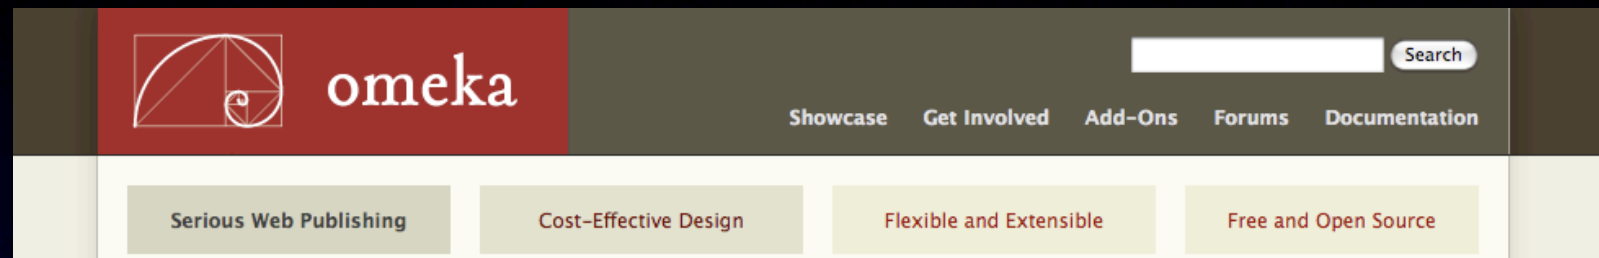 omeka
Search
Showcase Get Involved Add-Ons Forums Documentation
Serious Web Publishing Cost-Effective Design Flexible and Extensible Free and Open Source